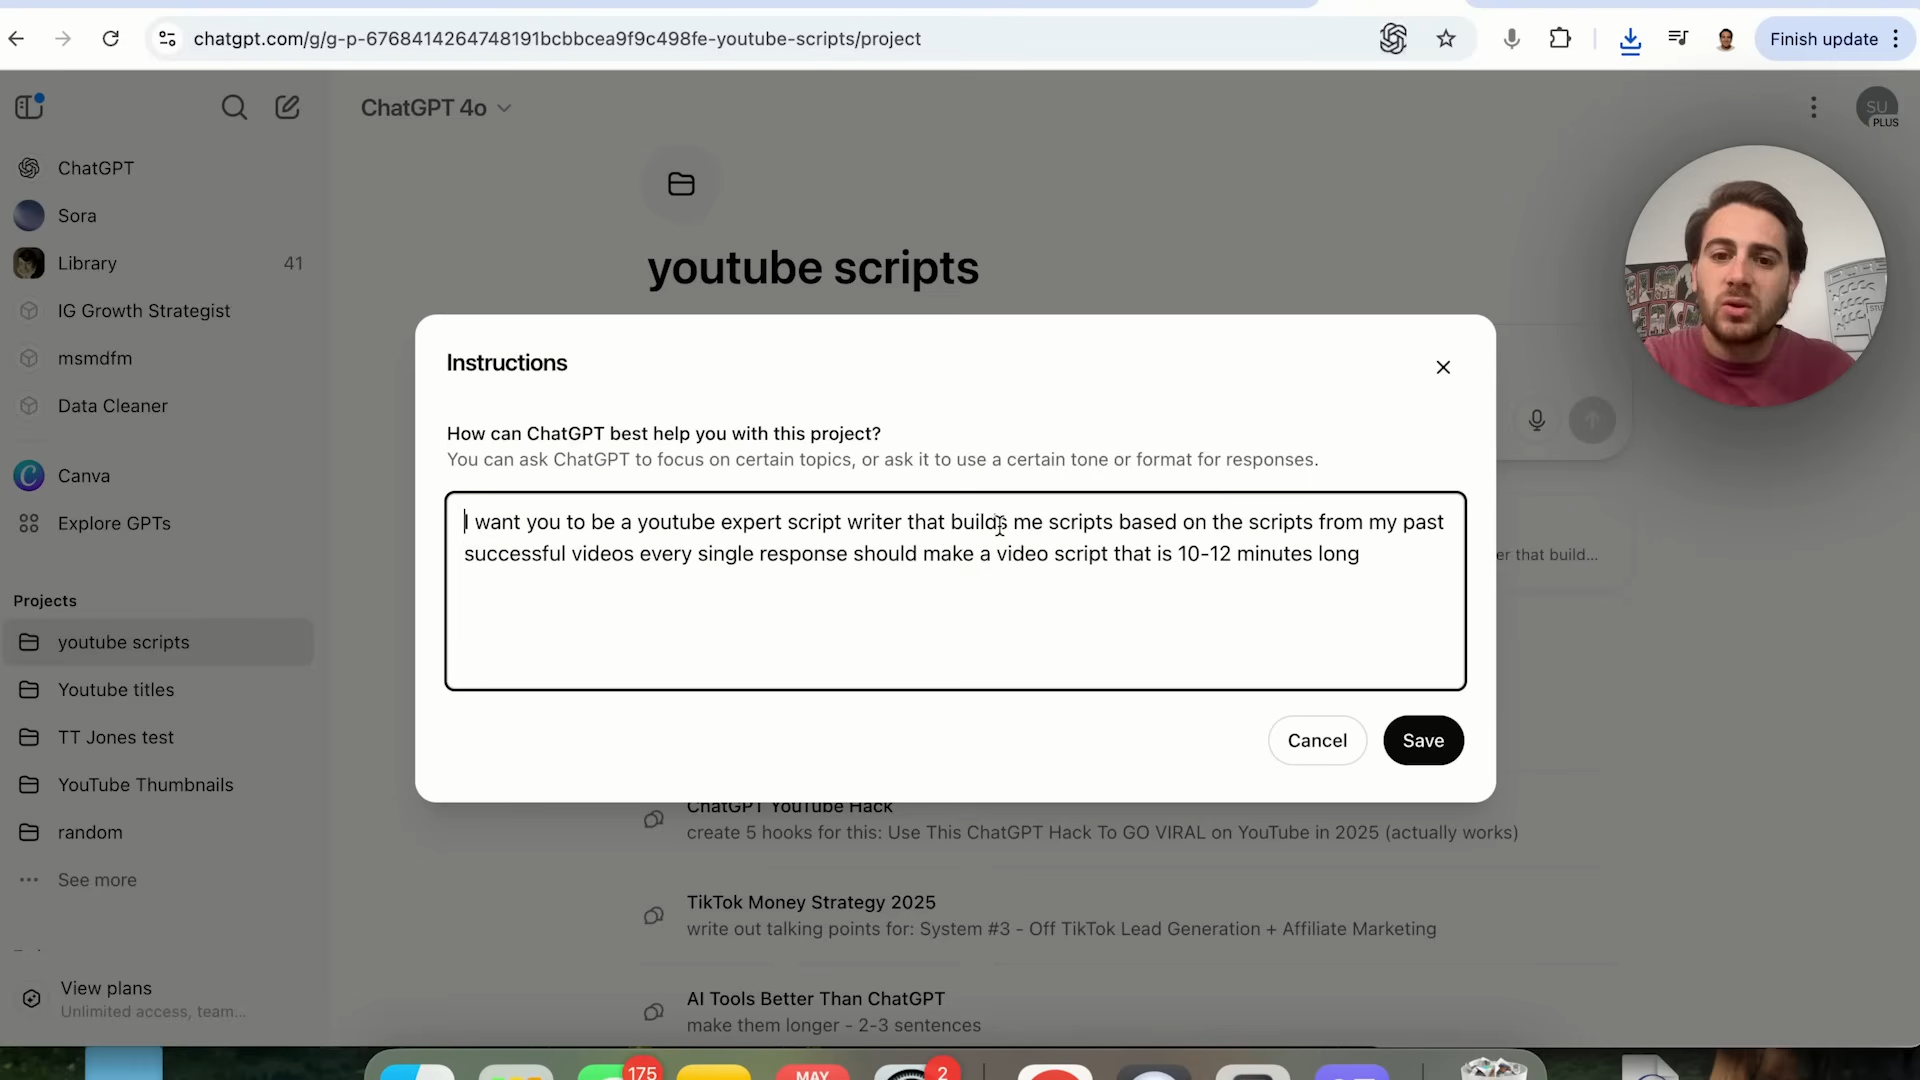 chatgpt.com/g/g-p-6768414264748191bcbbcea9f9c498fe-youtube-scripts/project
Finish update
ChatGPT 4o
SU
PLUS
ChatGPT
Sora
Library 41
IG Growth Strategist
msmdfm
Data Cleaner
Canva
Explore GPTs
Projects
youtube scripts
Youtube titles
TT Jones test
YouTube Thumbnails
random
See more
View plans
Unlimited access, team...
youtube scripts
Instructions
How can ChatGPT best help you with this project?
You can ask ChatGPT to focus on certain topics, or ask it to use a certain tone or format for responses.
I want you to be a youtube expert script writer that builds me scripts based on the scripts from my past
successful videos every single response should make a video script that is 10-12 minutes long
er that build...
Cancel
Save
ChatGPT YouTube Hack
create 5 hooks for this: Use This ChatGPT Hack To GO VIRAL on YouTube in 2025 (actually works)
TikTok Money Strategy 2025
write out talking points for: System #3 - Off TikTok Lead Generation + Affiliate Marketing
AI Tools Better Than ChatGPT
make them longer - 2-3 sentences
175
MAY
2